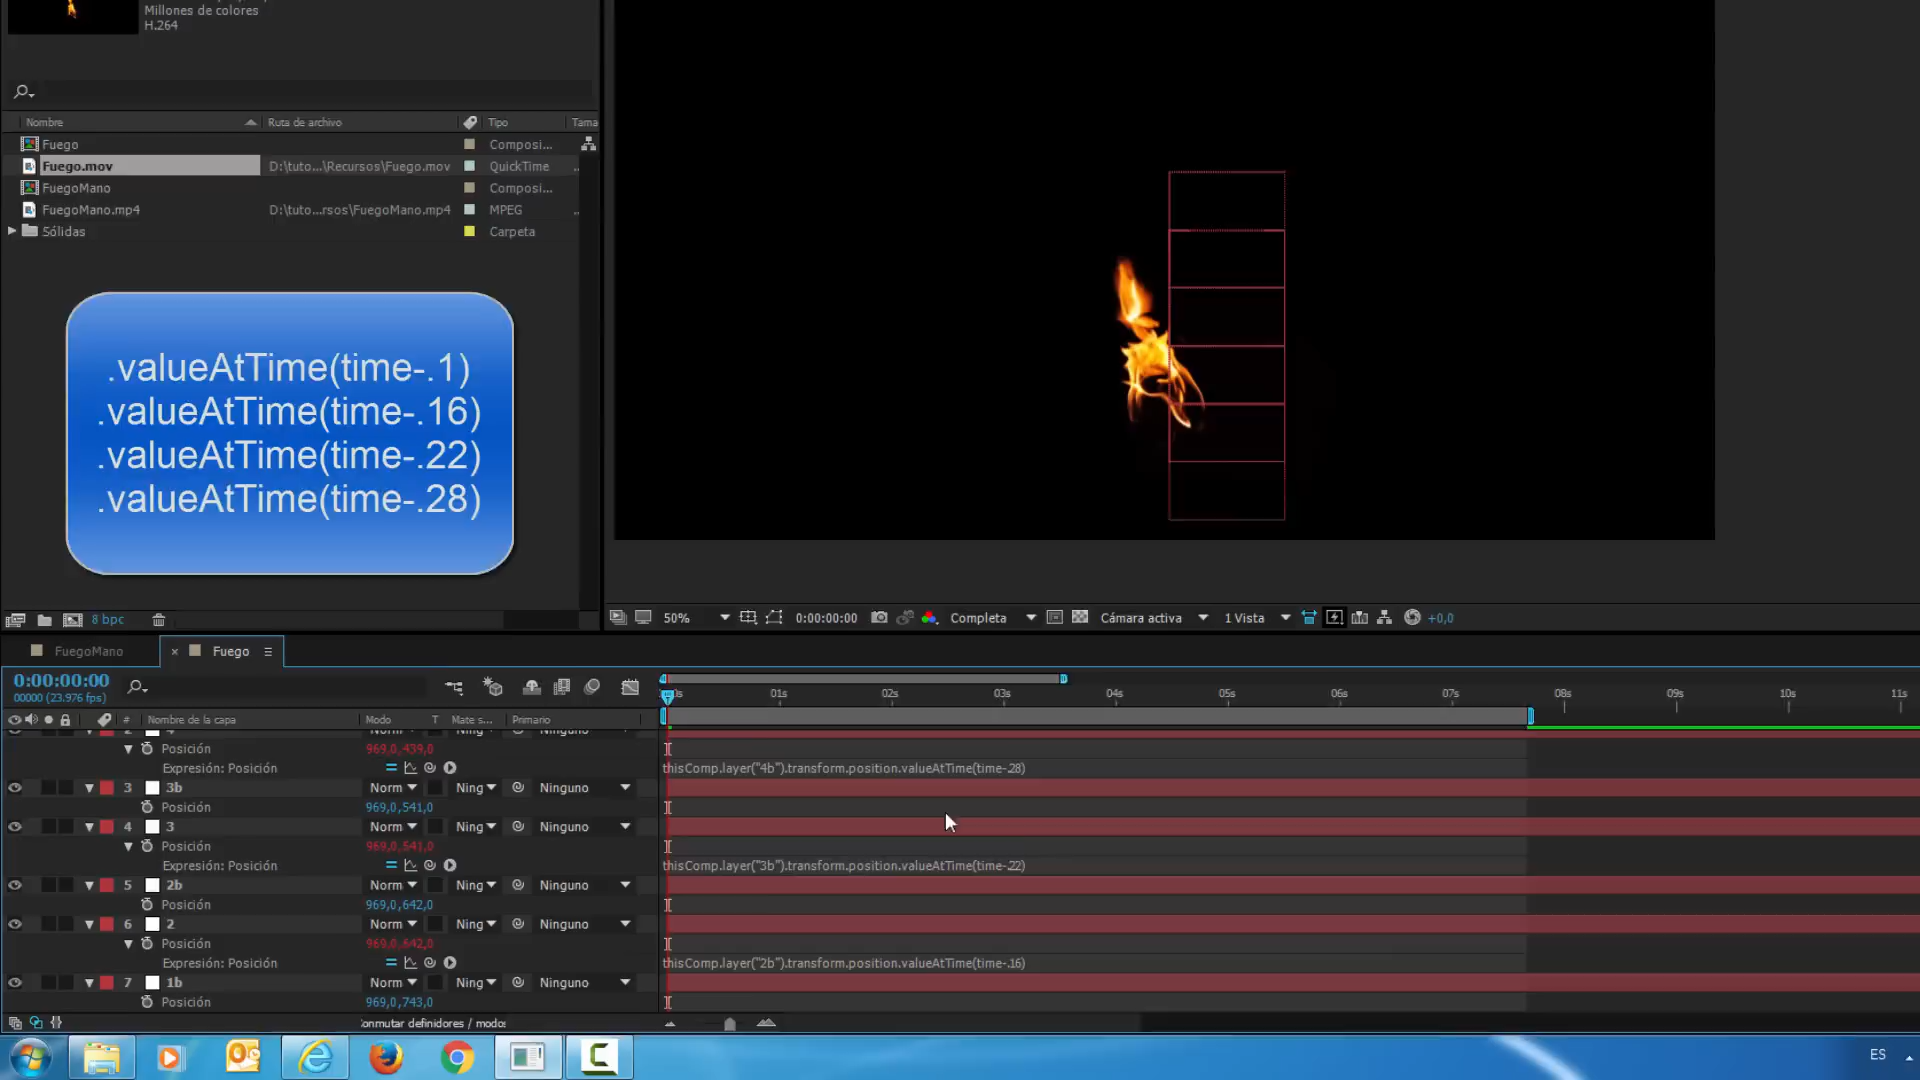 Millones de colores
H.264
Nombre Ruta de archivo Tipo Tama
Fuego Composi...
Fuego.mov D:\tuto...\Recursos\Fuego.mov QuickTime ..
FuegoMano Composi...
FuegoMano.mp4 D:\tuto...rsos\FuegoMano.mp4 MPEG ..
Sólidas Carpeta
.valueAtTime(time-.1)
.valueAtTime(time-.16)
.valueAtTime(time-.22)
.valueAtTime(time-.28)
8 bpc
50% 0:00:00:00 Completa Cámara activa 1 Vista +0,0
FuegoMano × Fuego
0:00:00:00
00000 (23.976 fps)
01s 02s 03s 04s 05s 06s 07s 08s 09s 10s 11s
# Nombre de la capa Modo T Mate s... Primario
Posición 969,0,439,0
Expresión: Posición thisComp.layer("4b").transform.position.valueAtTime(time-.28)
3 3b Norm Ning Ninguno
Posición 969,0,541,0
4 3 Norm Ning Ninguno
Posición 969,0,541,0
Expresión: Posición thisComp.layer("3b").transform.position.valueAtTime(time-.22)
5 2b Norm Ning Ninguno
Posición 969,0,642,0
6 2 Norm Ning Ninguno
Posición 969,0,642,0
Expresión: Posición thisComp.layer("2b").transform.position.valueAtTime(time-.16)
7 1b Norm Ning Ninguno
Posición 969,0,743,0
onmutar definidores / modos
ES